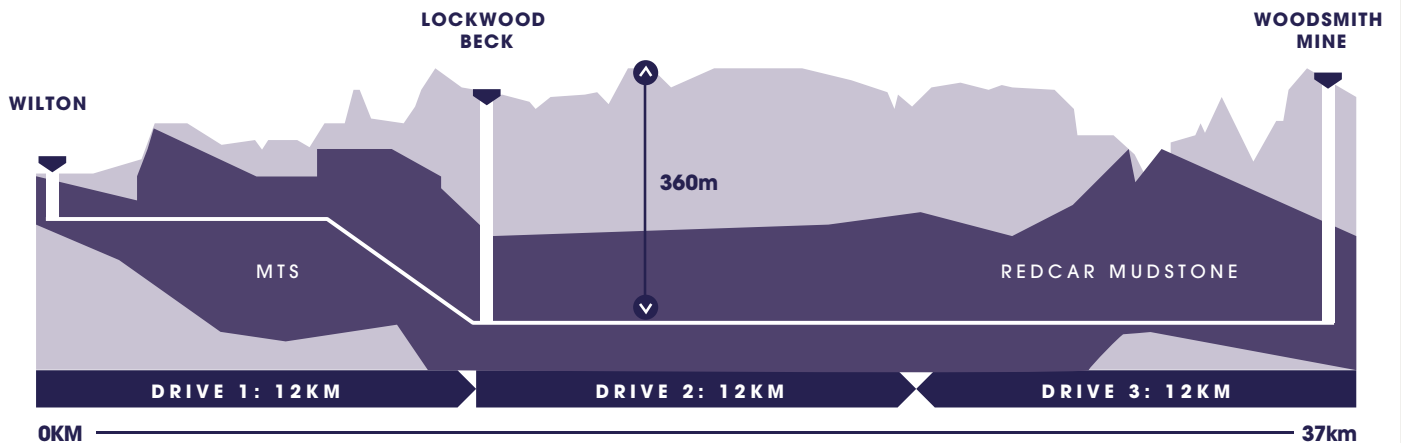 LOCKWOOD
BECK
WOODSMITH
MINE
WILTON
360m
MTS
REDCAR MUDSTONE
DRIVE 1: 12KM
DRIVE 2: 12KM
DRIVE 3: 12KM
0KM
37km